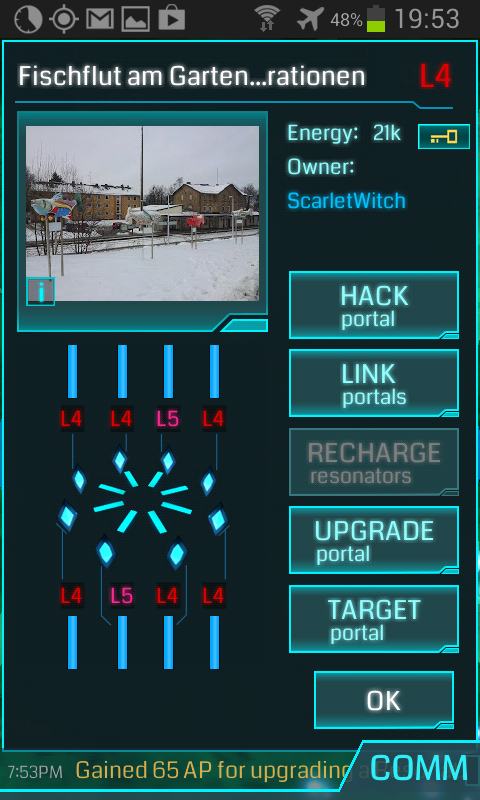 48% 19:53
Fischflut am Garten...rationen L4
Energy: 21k
Owner:
ScarletWitch
i
HACK
portal
LINK
portals
L4 L4 L5 L4
RECHARGE
resonators
UPGRADE
portal
L4 L5 L4 L4
TARGET
portal
OK
7:53PM Gained 65 AP for upgrading a
COMM